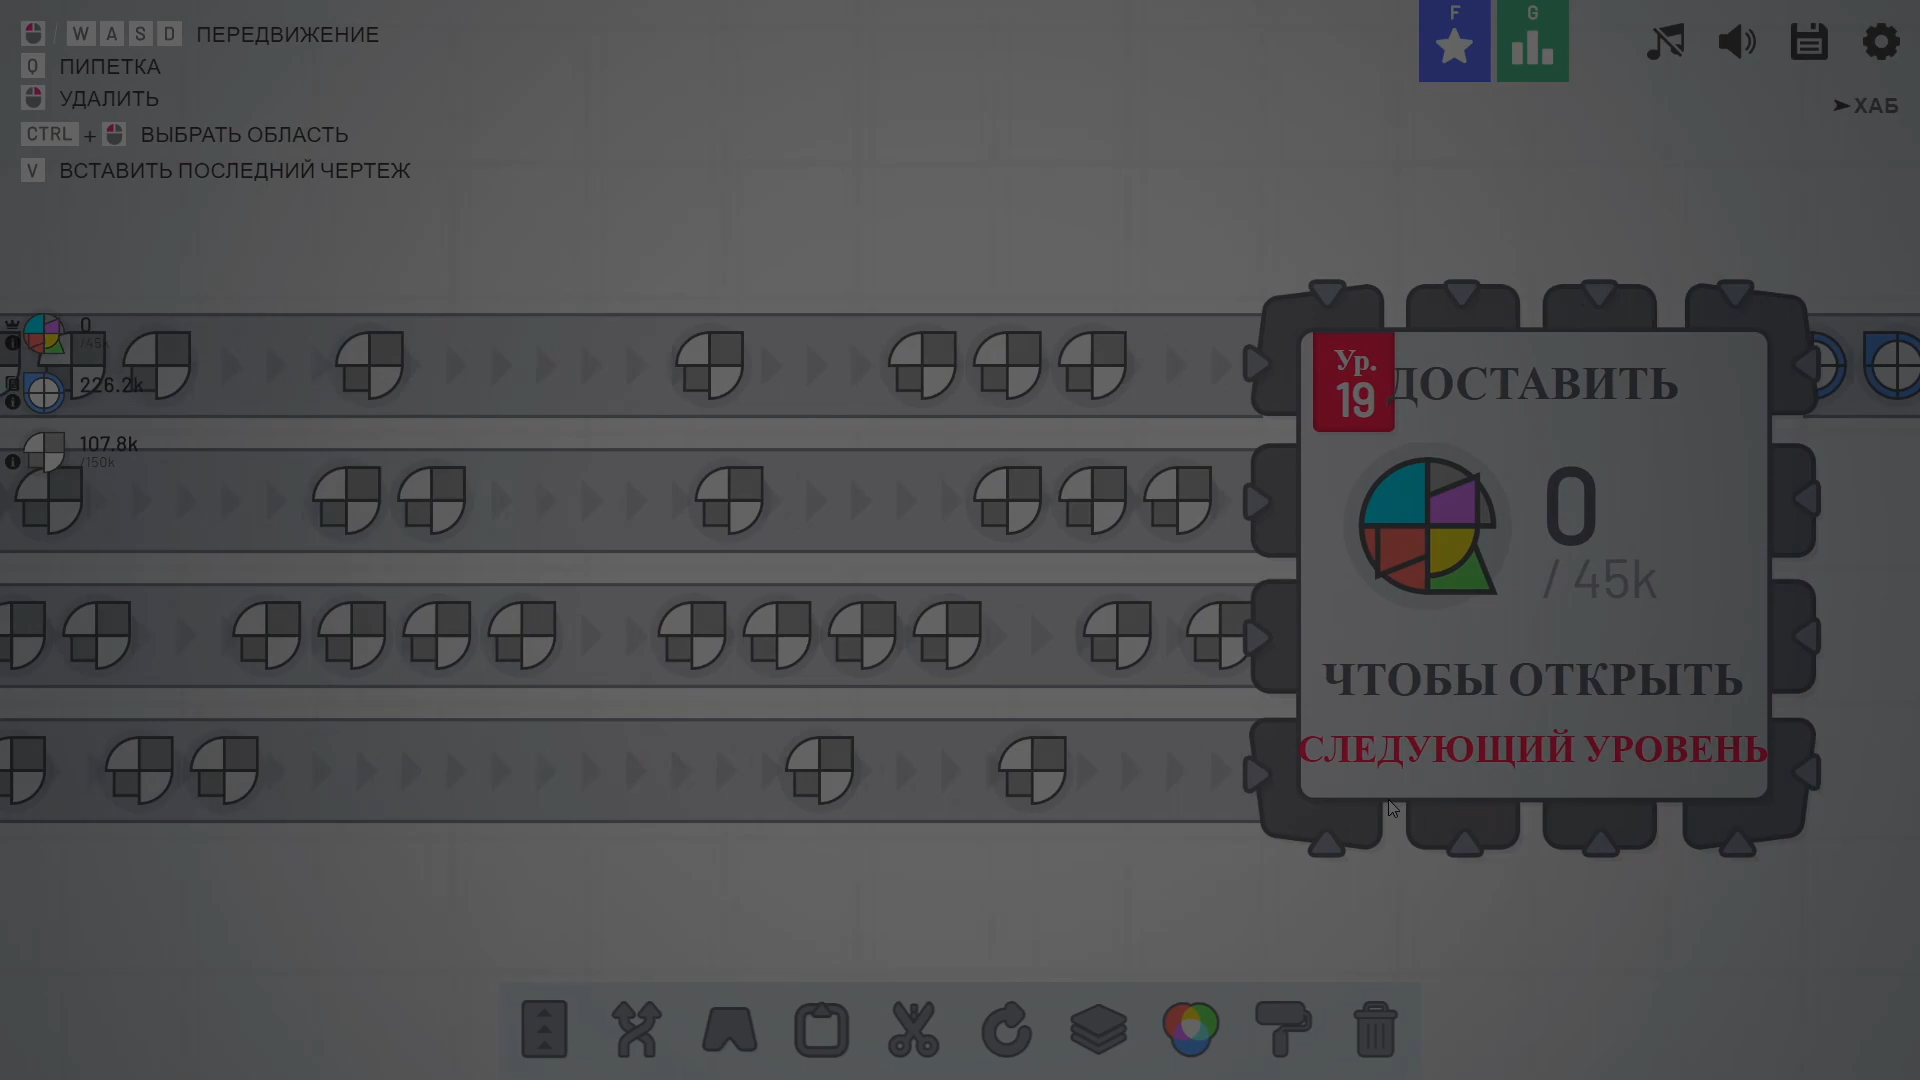 / W A S D ПЕРЕДВИЖЕНИЕ
Q ПИПЕТКА
УДАЛИТЬ
CTRL + ВЫБРАТЬ ОБЛАСТЬ
V ВСТАВИТЬ ПОСЛЕДНИЙ ЧЕРТЕЖ
F G
ХАБ
0
/45k
226.2k
107.8k
/150k
Ур.
19
ДОСТАВИТЬ
0
/ 45k
ЧТОБЫ ОТКРЫТЬ
СЛЕДУЮЩИЙ УРОВЕНЬ